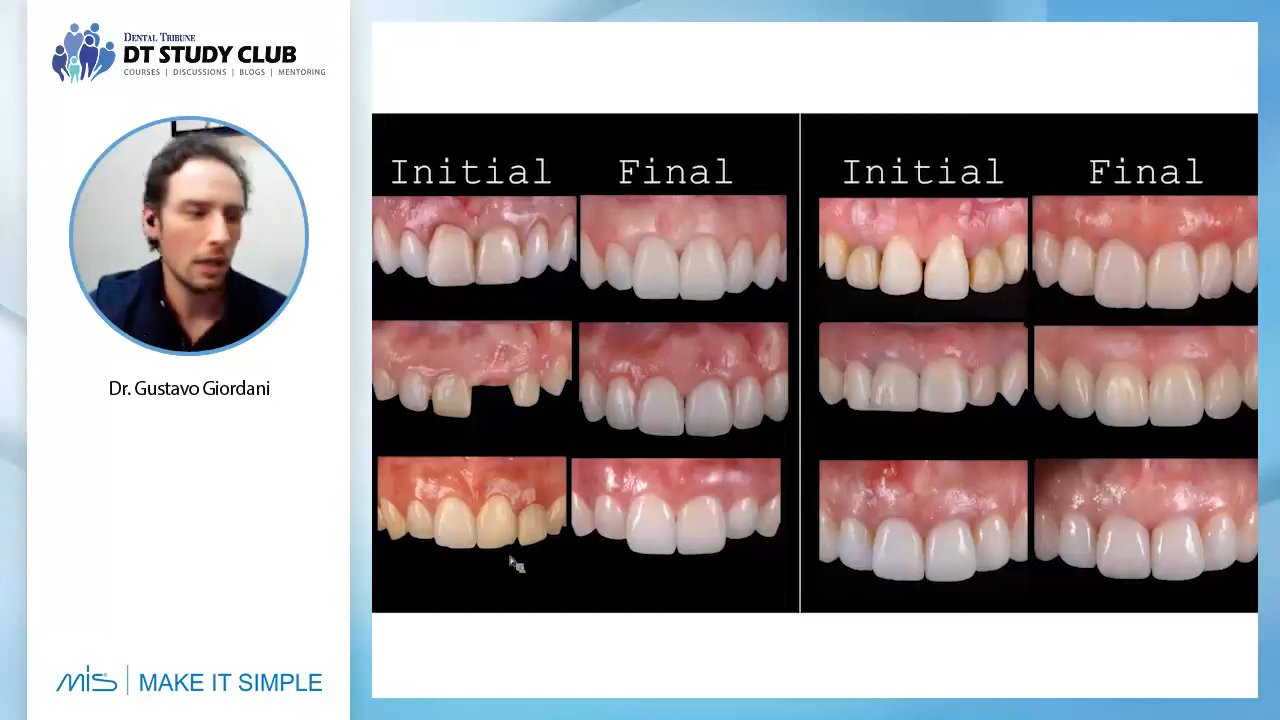 DENTAL TRIBUNE
DT STUDY CLUB
COURSES | DISCUSSIONS | BLOGS | MENTORING
Dr. Gustavo Giordani
mis® | MAKE IT SIMPLE
Initial Final
Initial Final